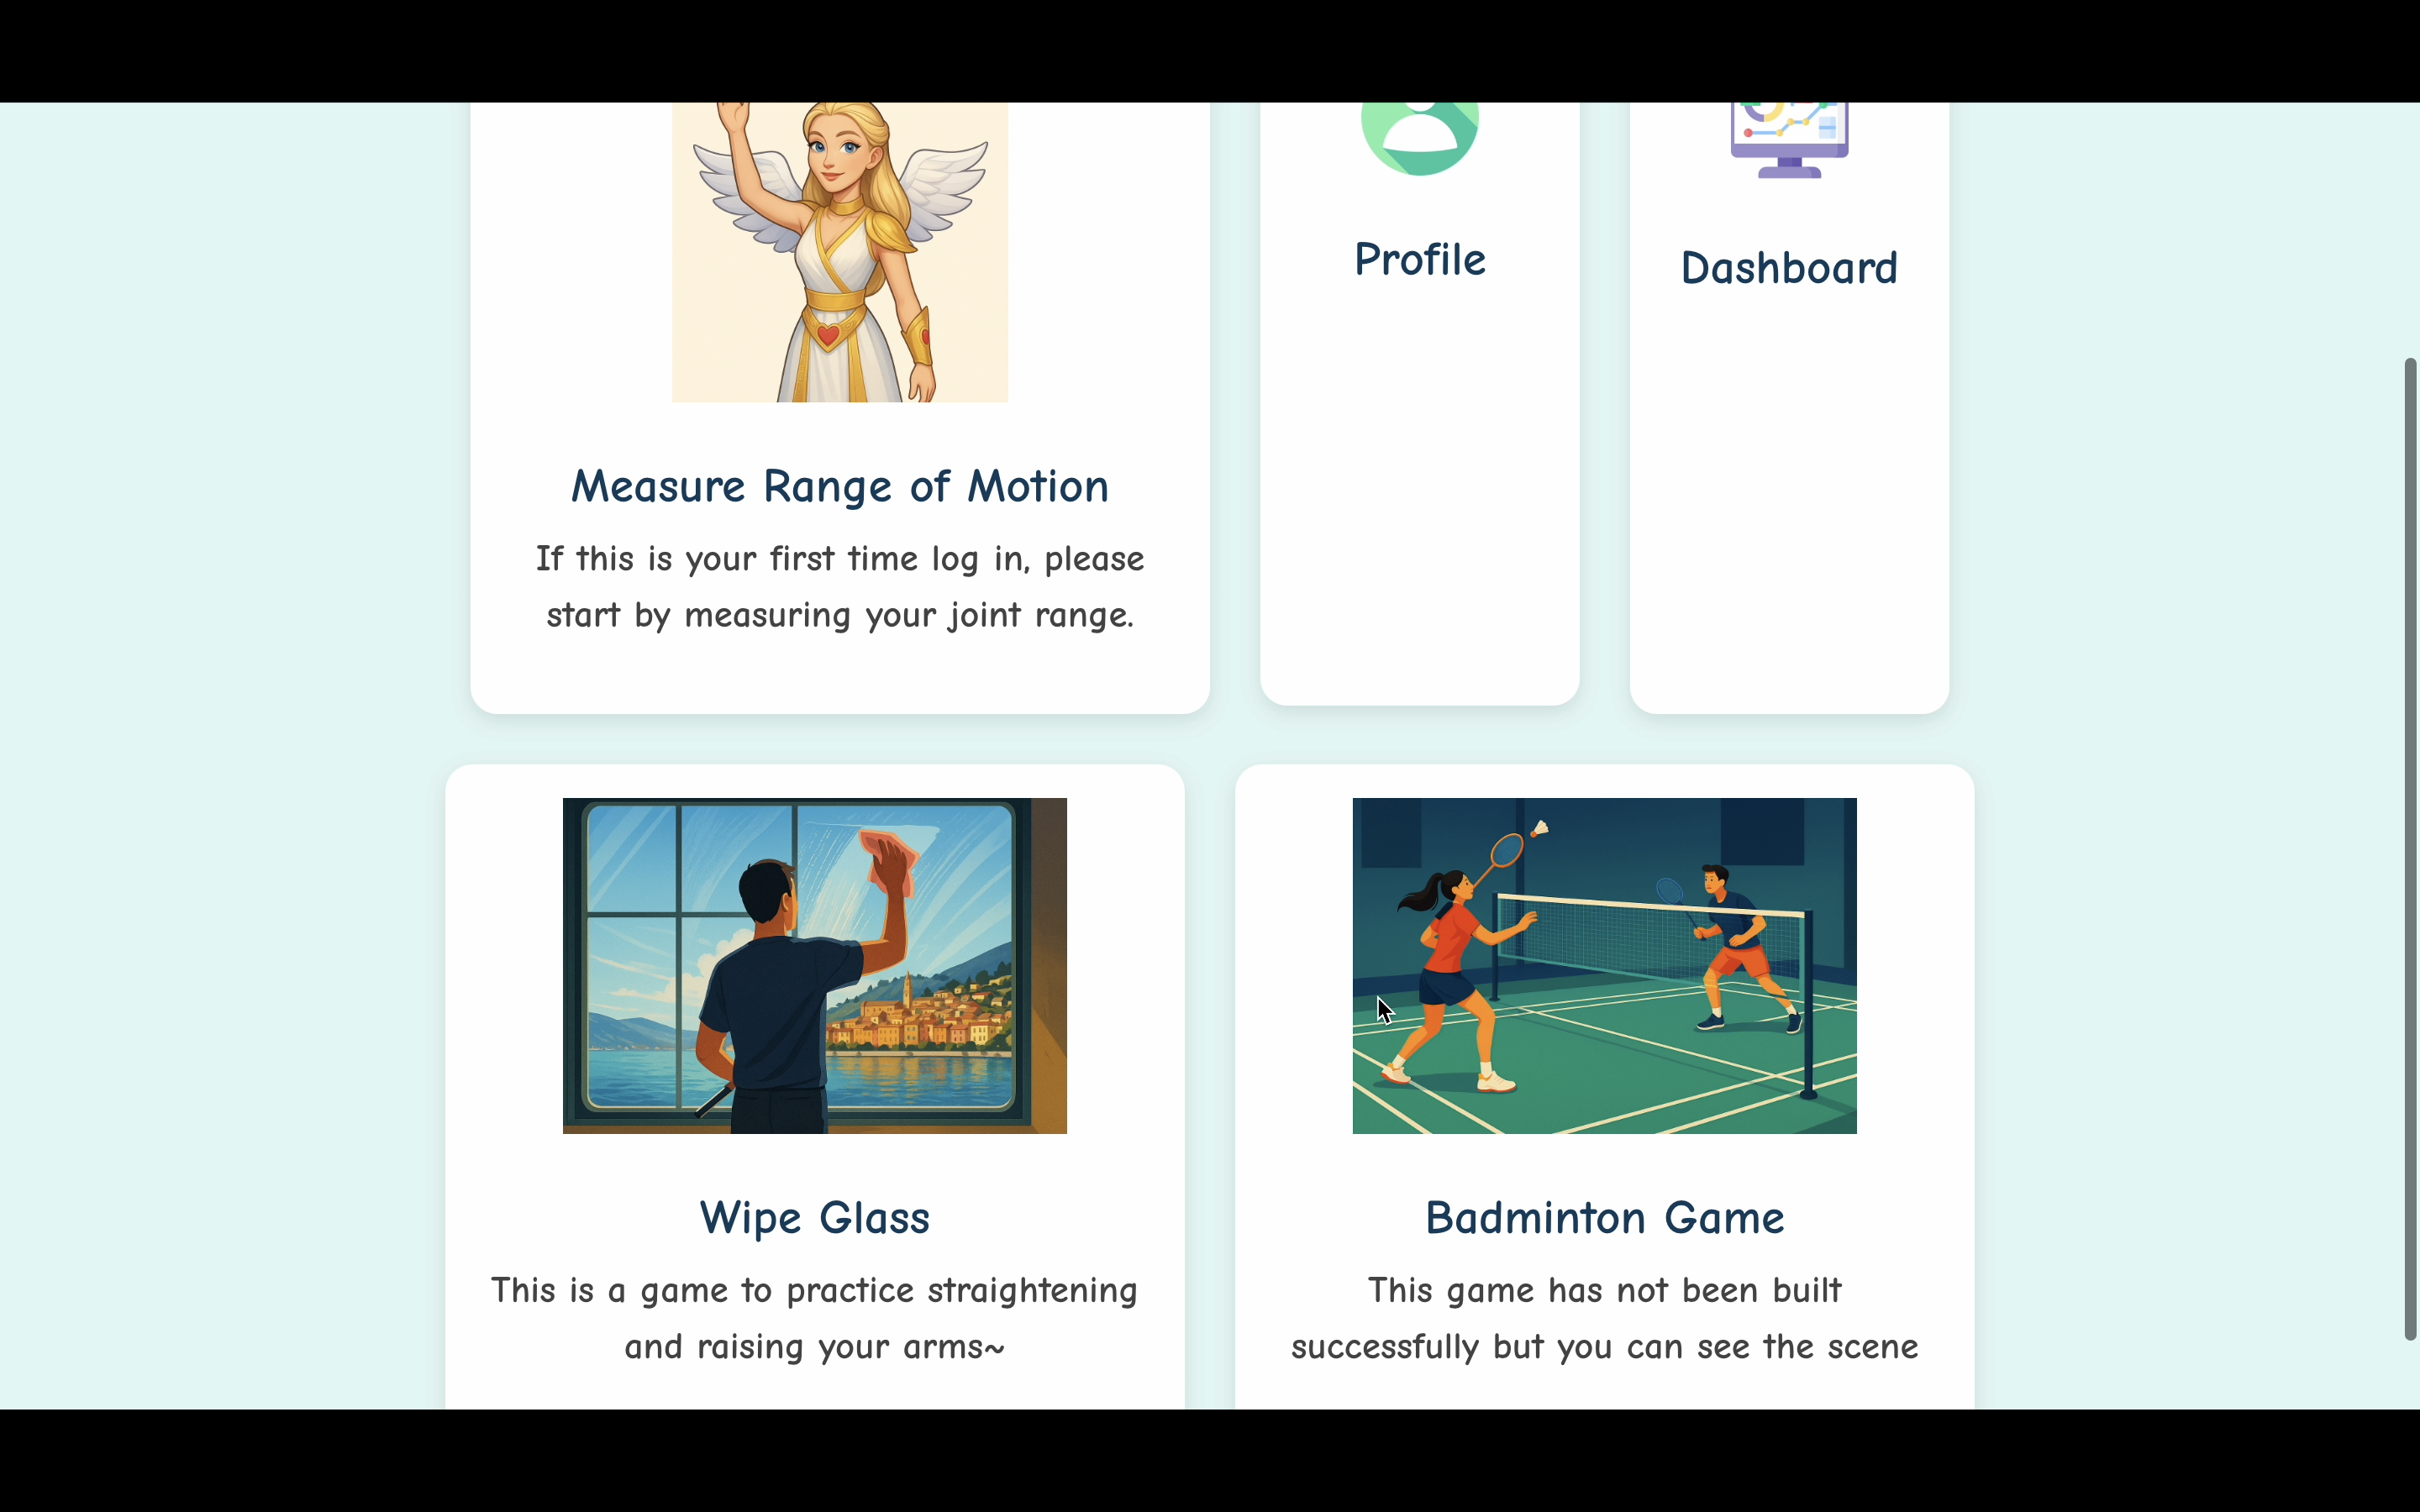 Profile
Dashboard
Measure Range of Motion
If this is your first time log in, please
start by measuring your joint range.
Wipe Glass
This is a game to practice straightening
and raising your arms~
Badminton Game
This game has not been built
successfully but you can see the scene